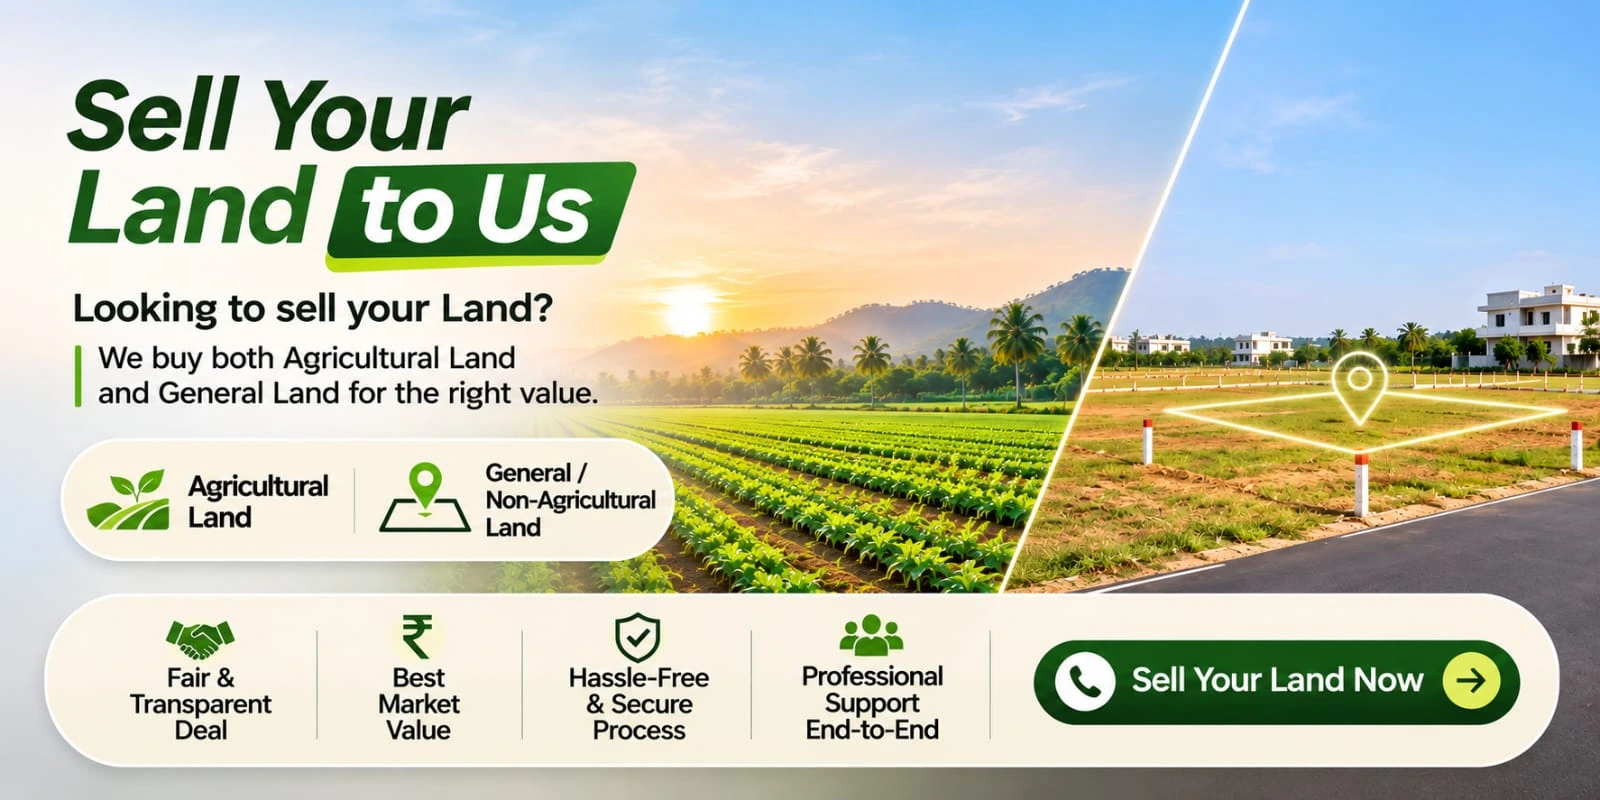 Sell Your
Land to Us
Looking to sell your Land?
We buy both Agricultural Land
and General Land for the right value.
Agricultural
Land
General /
Non-Agricultural
Land
Fair &
Transparent
Deal
₹
Best
Market
Value
Hassle-Free
& Secure
Process
Professional
Support
End-to-End
Sell Your Land Now